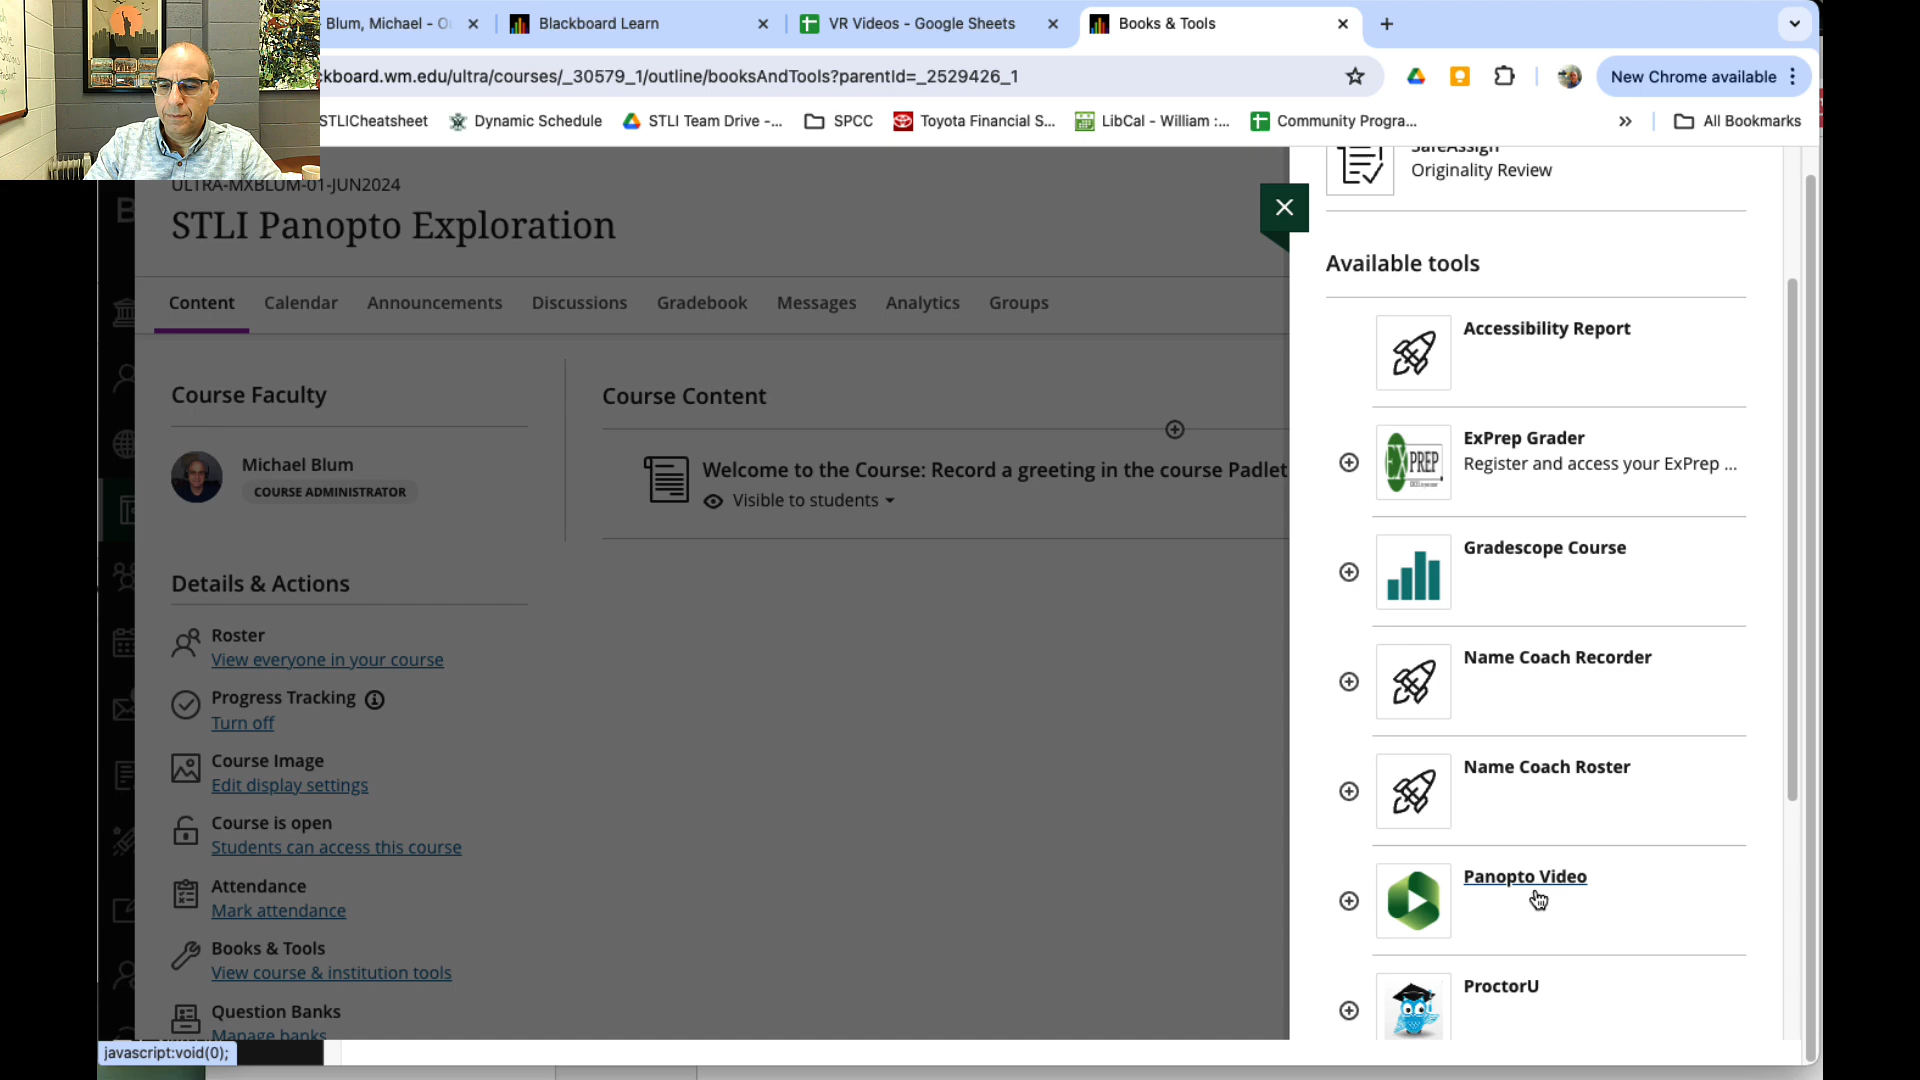 Blum, Michael - O
Blackboard Learn
VR Videos - Google Sheets
Books & Tools
kboard.wm.edu/ultra/courses/_30579_1/outline/booksAndTools?parentId=_2529426_1
New Chrome available
STLICheatsheet
Dynamic Schedule
STLI Team Drive -...
SPCC
Toyota Financial S...
LibCal - William :...
Community Progra...
All Bookmarks
ULTRA-MXBLUM-01-JUN2024
STLI Panopto Exploration
Content
Calendar
Announcements
Discussions
Gradebook
Messages
Analytics
Groups
Course Faculty
Michael Blum
COURSE ADMINISTRATOR
Details & Actions
Roster
View everyone in your course
Progress Tracking
Turn off
Course Image
Edit display settings
Course is open
Students can access this course
Attendance
Mark attendance
Books & Tools
View course & institution tools
Question Banks
Manage banks
javascript:void(0);
Course Content
Welcome to the Course: Record a greeting in the course Padlet
Visible to students
SafeAssign
Originality Review
Available tools
Accessibility Report
ExPrep Grader
Register and access your ExPrep ...
EXPREP
Gradescope Course
Name Coach Recorder
Name Coach Roster
Panopto Video
ProctorU